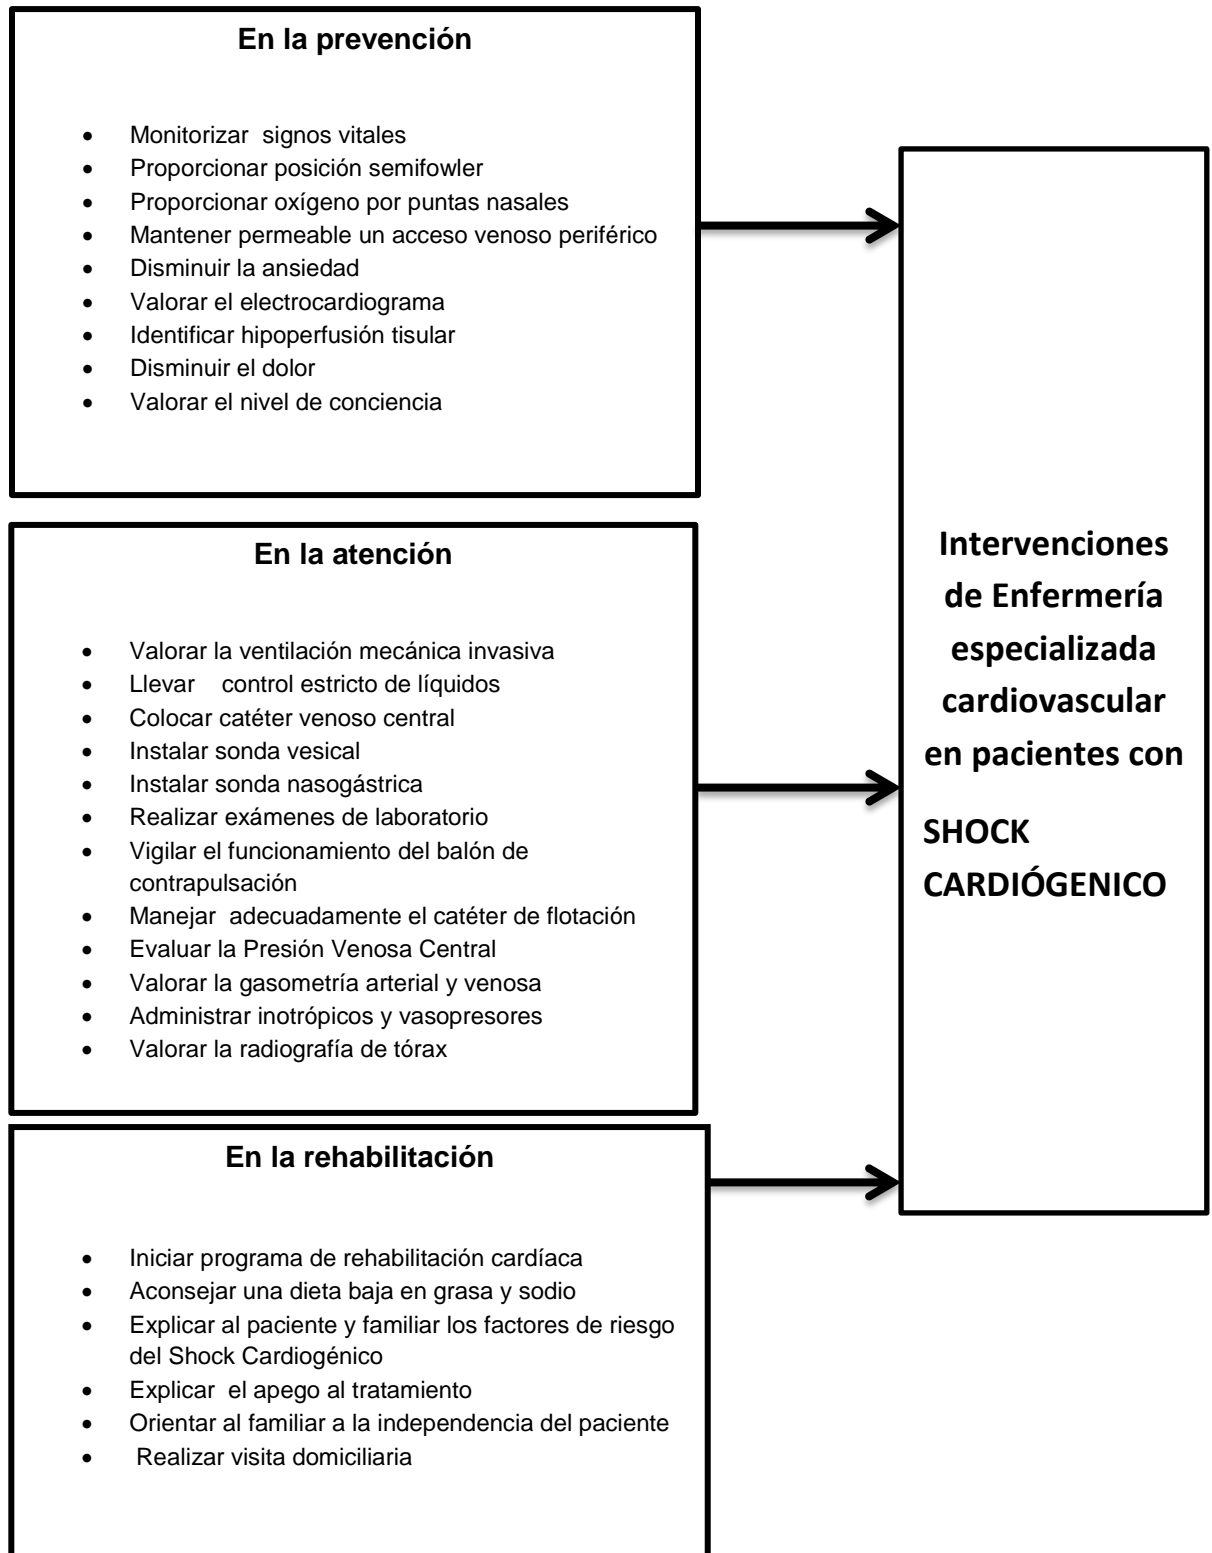 En la prevención
• Monitorizar  signos vitales
• Proporcionar posición semifowler
• Proporcionar oxígeno por puntas nasales
• Mantener permeable un acceso venoso periférico
• Disminuir la ansiedad
• Valorar el electrocardiograma
• Identificar hipoperfusión tisular
• Disminuir el dolor
• Valorar el nivel de conciencia
En la atención
• Valorar la ventilación mecánica invasiva
• Llevar    control estricto de líquidos
• Colocar catéter venoso central
• Instalar sonda vesical
• Instalar sonda nasogástrica
• Realizar exámenes de laboratorio
• Vigilar el funcionamiento del balón de
contrapulsación
• Manejar  adecuadamente el catéter de flotación
• Evaluar la Presión Venosa Central
• Valorar la gasometría arterial y venosa
• Administrar inotrópicos y vasopresores
• Valorar la radiografía de tórax
En la rehabilitación
• Iniciar programa de rehabilitación cardíaca
• Aconsejar una dieta baja en grasa y sodio
• Explicar al paciente y familiar los factores de riesgo
del Shock Cardiogénico
• Explicar  el apego al tratamiento
• Orientar al familiar a la independencia del paciente
• Realizar visita domiciliaria
Intervenciones
de Enfermería
especializada
cardiovascular
en pacientes con
SHOCK
CARDIÓGENICO